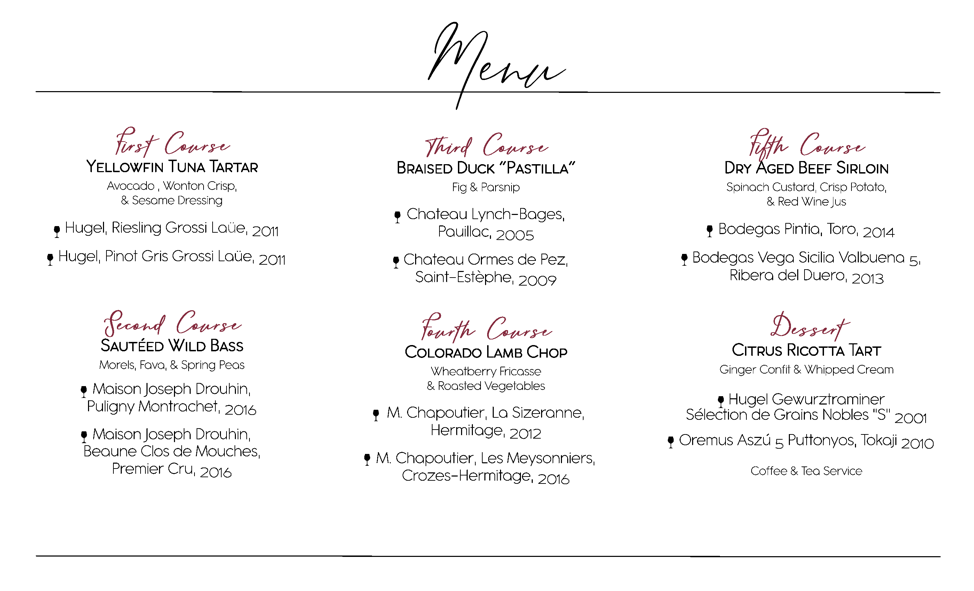 Menu
First Course
Yellowfin Tuna Tartar
Avocado , Wonton Crisp,
& Sesame Dressing
Hugel, Riesling Grossi Laüe, 2011
Hugel, Pinot Gris Grossi Laüe, 2011
Second Course
Sautéed Wild Bass
Morels, Fava, & Spring Peas
Maison Joseph Drouhin,
Puligny Montrachet, 2016
Maison Joseph Drouhin,
Beaune Clos de Mouches,
Premier Cru, 2016
Third Course
Braised Duck "Pastilla"
Fig & Parsnip
Chateau Lynch-Bages,
Pauillac, 2005
Chateau Ormes de Pez,
Saint-Estèphe, 2009
Fourth Course
Colorado Lamb Chop
Wheatberry Fricasse
& Roasted Vegetables
M. Chapoutier, La Sizeranne,
Hermitage, 2012
M. Chapoutier, Les Meysonniers,
Crozes-Hermitage, 2016
Fifth Course
Dry Aged Beef Sirloin
Spinach Custard, Crisp Potato,
& Red Wine Jus
Bodegas Pintia, Toro, 2014
Bodegas Vega Sicilia Valbuena 5,
Ribera del Duero, 2013
Dessert
Citrus Ricotta Tart
Ginger Confit & Whipped Cream
Hugel Gewurztraminer
Sélection de Grains Nobles "S" 2001
Oremus Aszú 5 Puttonyos, Tokaji 2010
Coffee & Tea Service